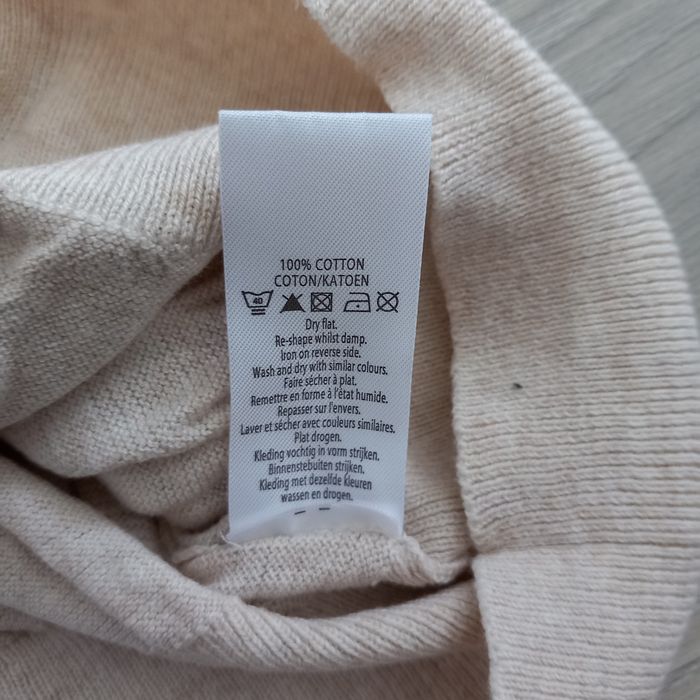 100% COTTON
COTON/KATOEN
40
Dry flat.
Re-shape whilst damp.
Iron on reverse side.
Wash and dry with similar colours.
Faire sécher à plat.
Remettre en forme à l'état humide.
Repasser sur l'envers.
Laver et sécher avec couleurs similaires.
Plat drogen.
Kleding vochtig in vorm strijken.
Binnenstebuiten strijken.
Kleding met dezelfde kleuren
wassen en drogen.